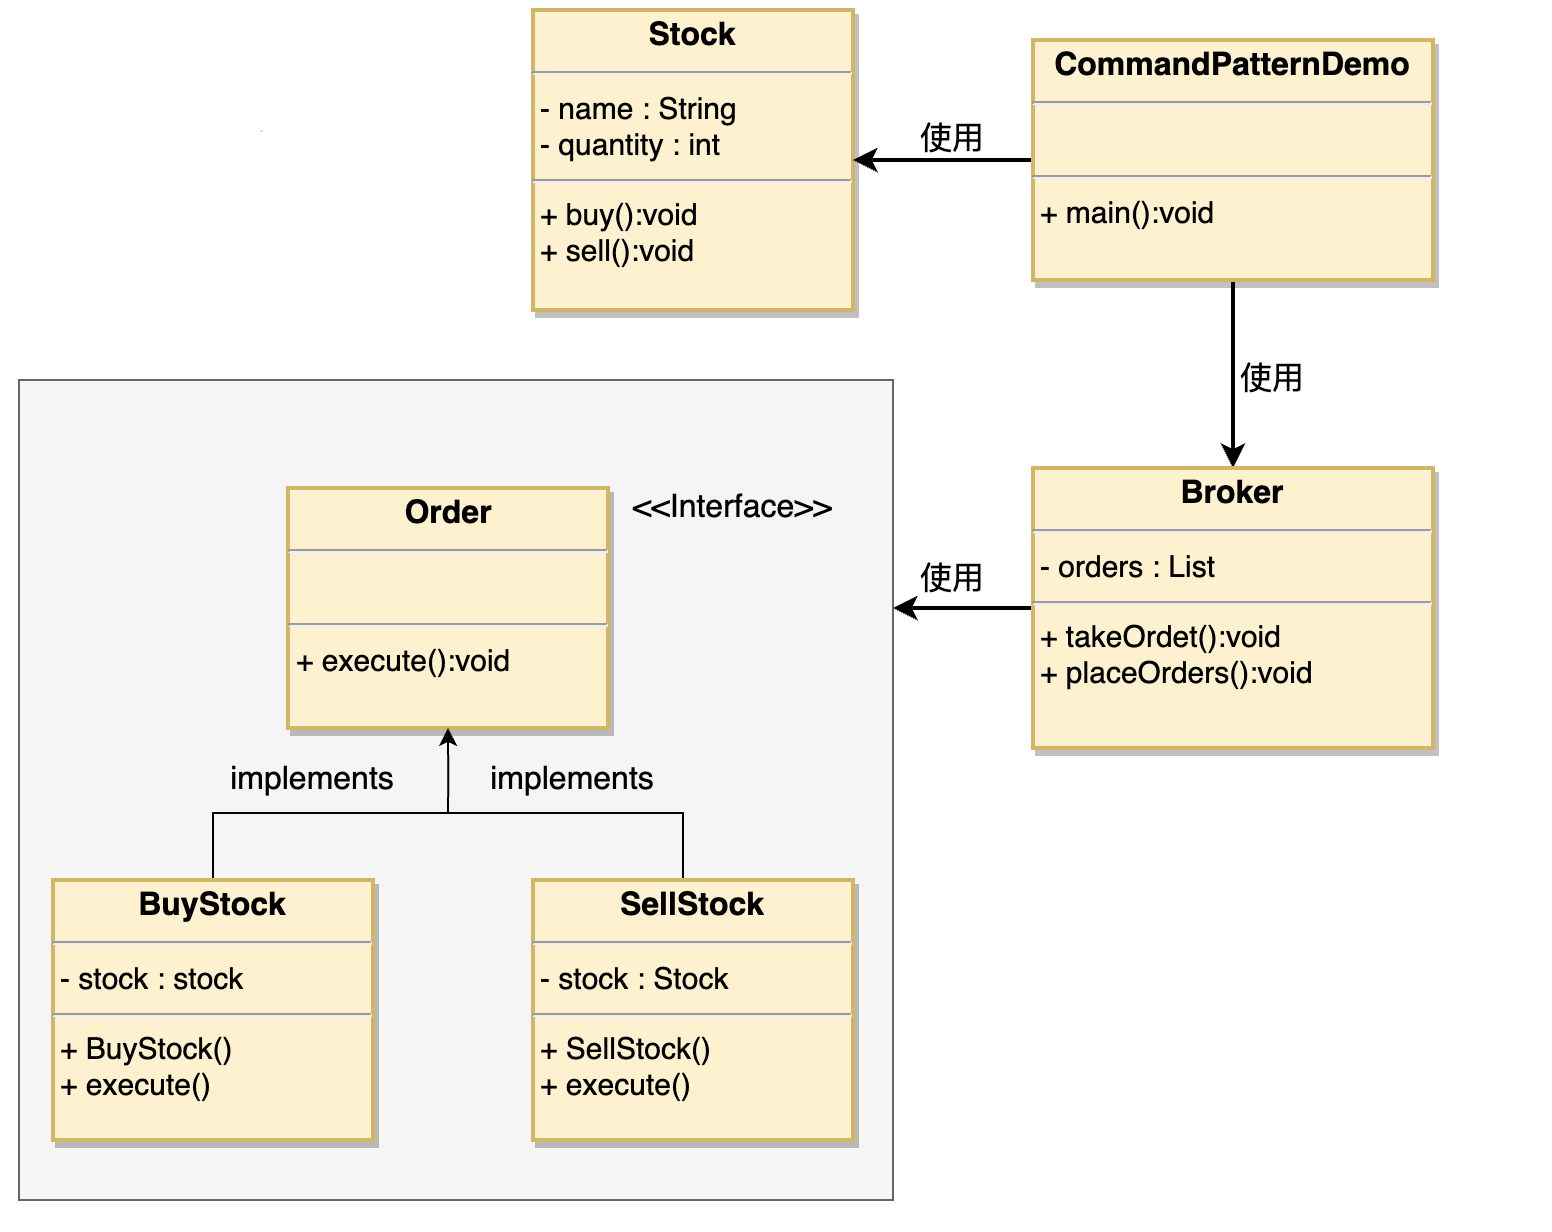 Stock
- name : String
- quantity : int
+ buy():void
+ sell():void
使用
CommandPatternDemo
+ main():void
使用
Order
<<Interface>>
+ execute():void
使用
Broker
- orders : List
+ takeOrdet():void
+ placeOrders():void
implements
implements
BuyStock
- stock : stock
+ BuyStock()
+ execute()
SellStock
- stock : Stock
+ SellStock()
+ execute()